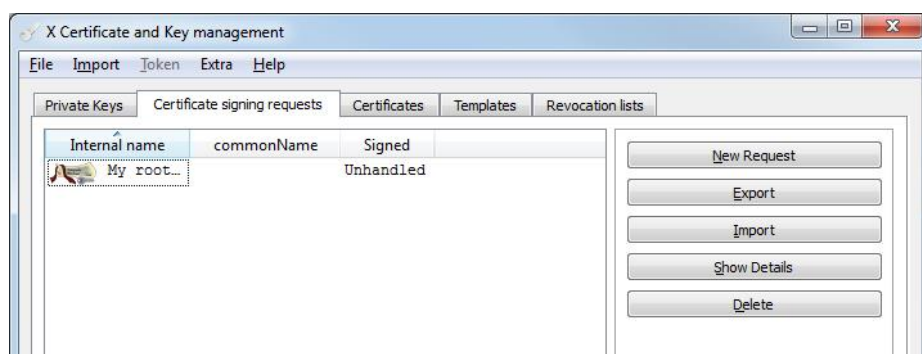 X Certificate and Key management
File Import Token Extra Help
Private Keys Certificate signing requests Certificates Templates Revocation lists
Internal name commonName Signed
My root… Unhandled
New Request
Export
Import
Show Details
Delete